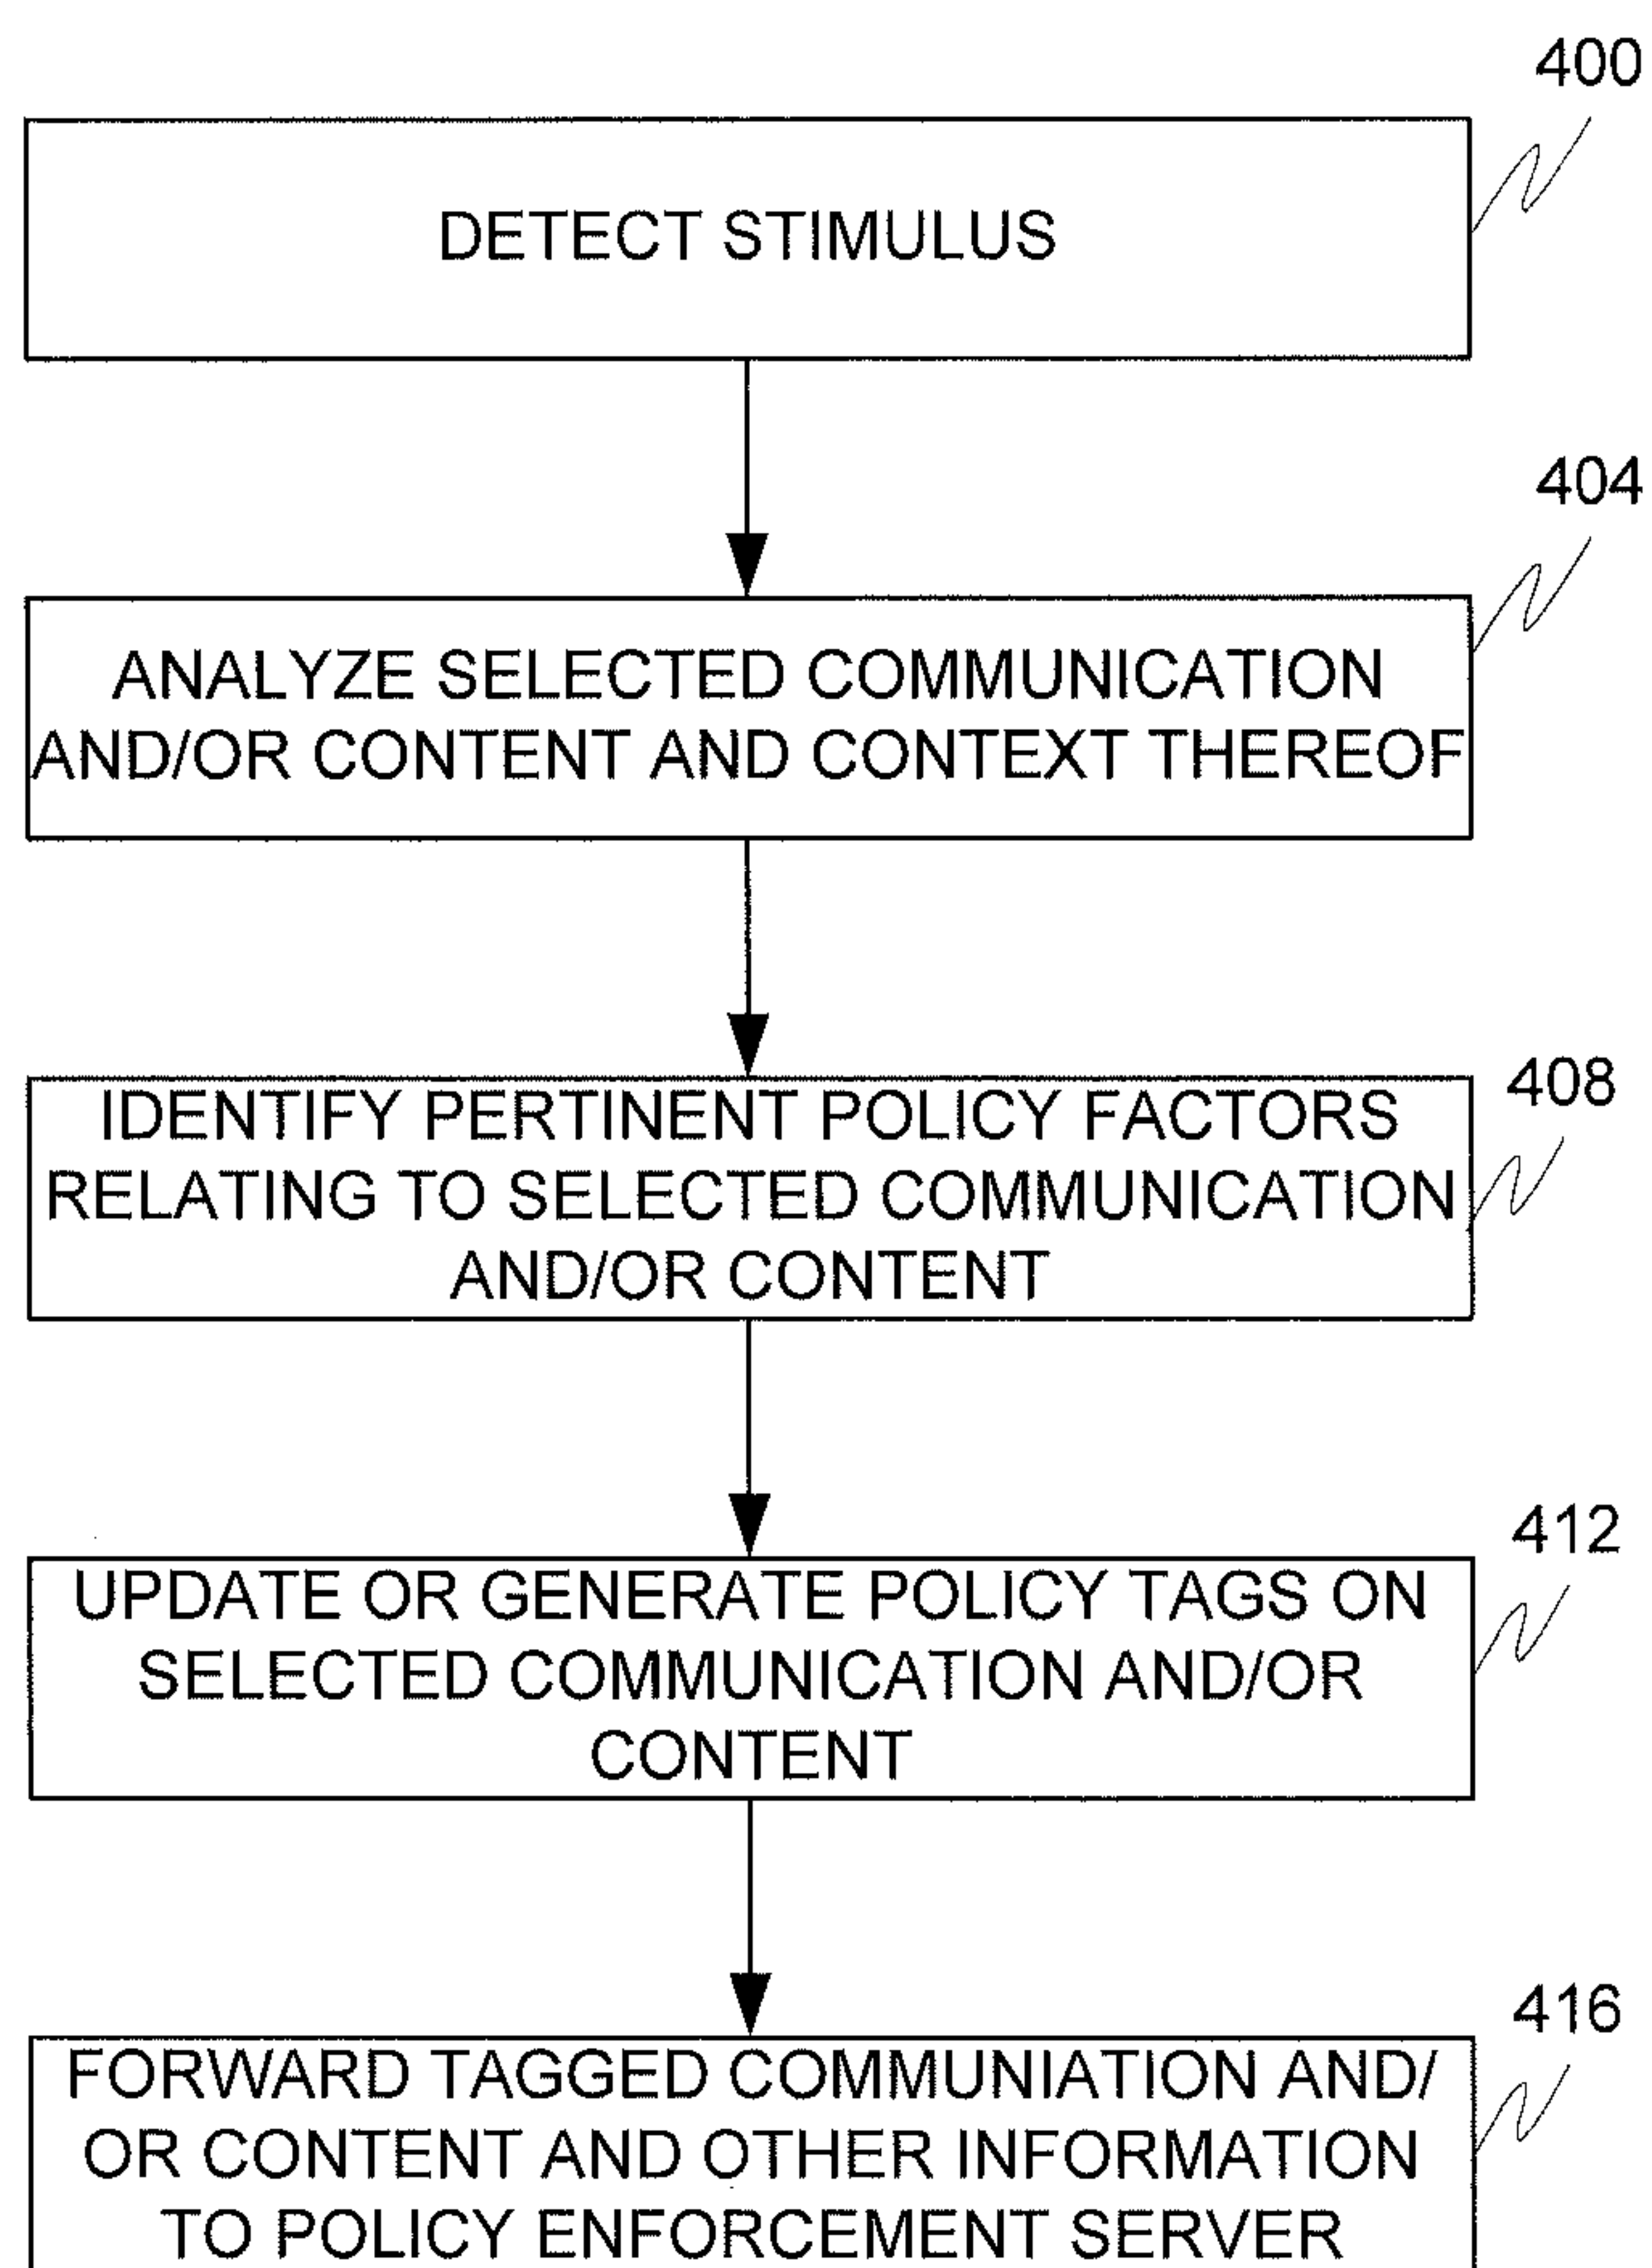 400
DETECT STIMULUS
404
ANALYZE SELECTED COMMUNICATION
AND/OR CONTENT AND CONTEXT THEREOF
408
IDENTIFY PERTINENT POLICY FACTORS
RELATING TO SELECTED COMMUNICATION
AND/OR CONTENT
412
UPDATE OR GENERATE POLICY TAGS ON
SELECTED COMMUNICATION AND/OR
CONTENT
416
FORWARD TAGGED COMMUNIATION AND/
OR CONTENT AND OTHER INFORMATION
TO POLICY ENFORCEMENT SERVER